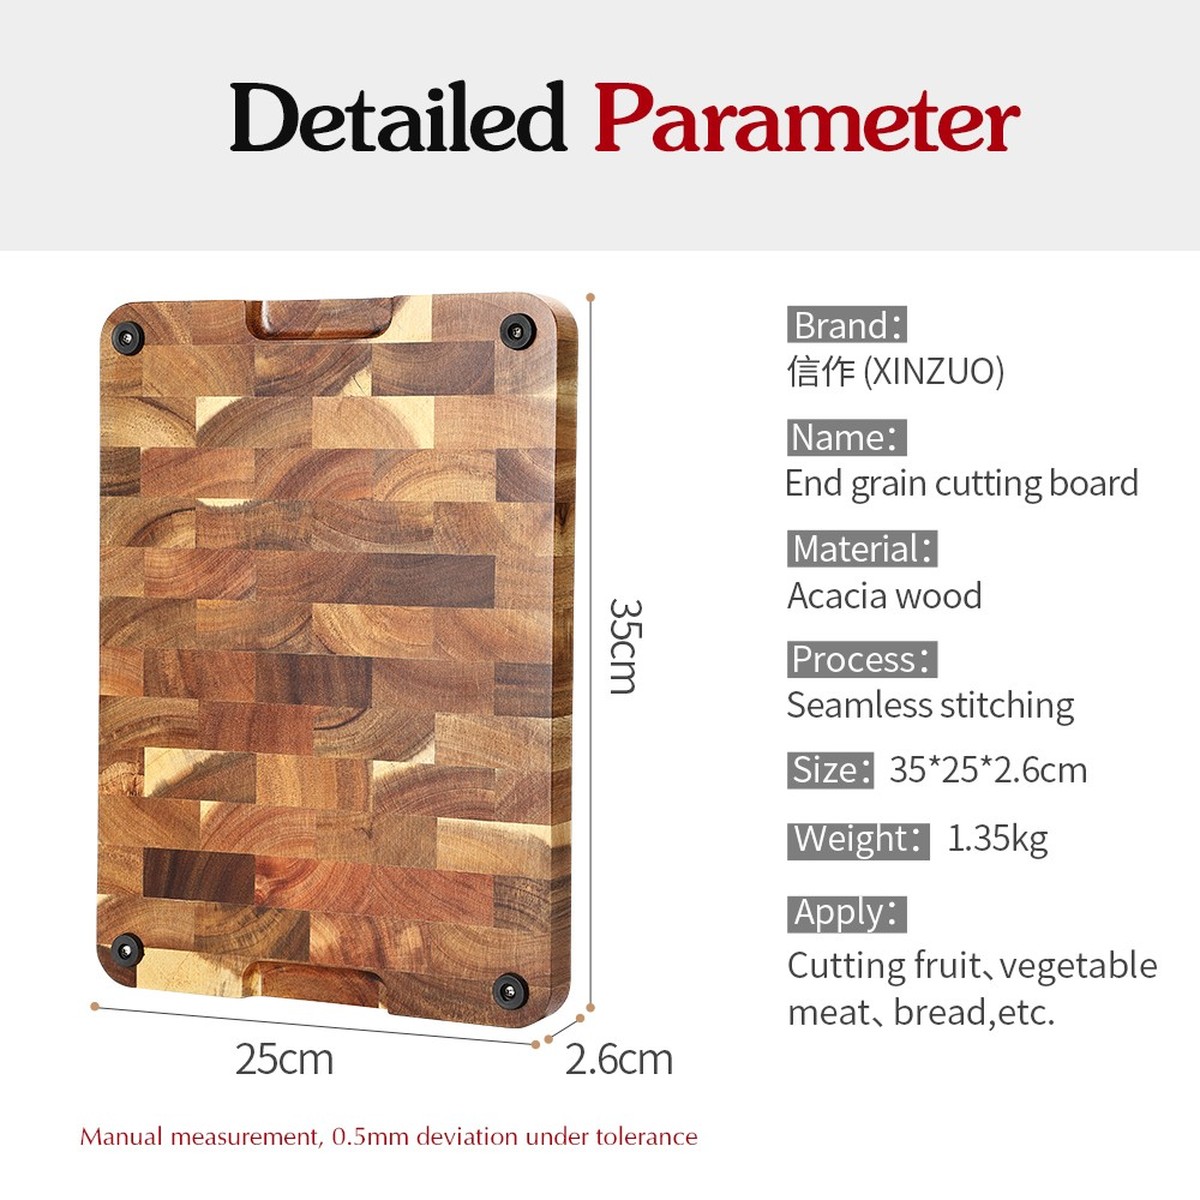 Detailed Parameter
Brand：
信作 (XINZUO)
Name：
End grain cutting board
Material：
Acacia wood
Process：
Seamless stitching
Size： 35*25*2.6cm
Weight： 1.35kg
Apply：
Cutting fruit、vegetable
meat、bread,etc.
35cm
25cm
2.6cm
Manual measurement, 0.5mm deviation under tolerance